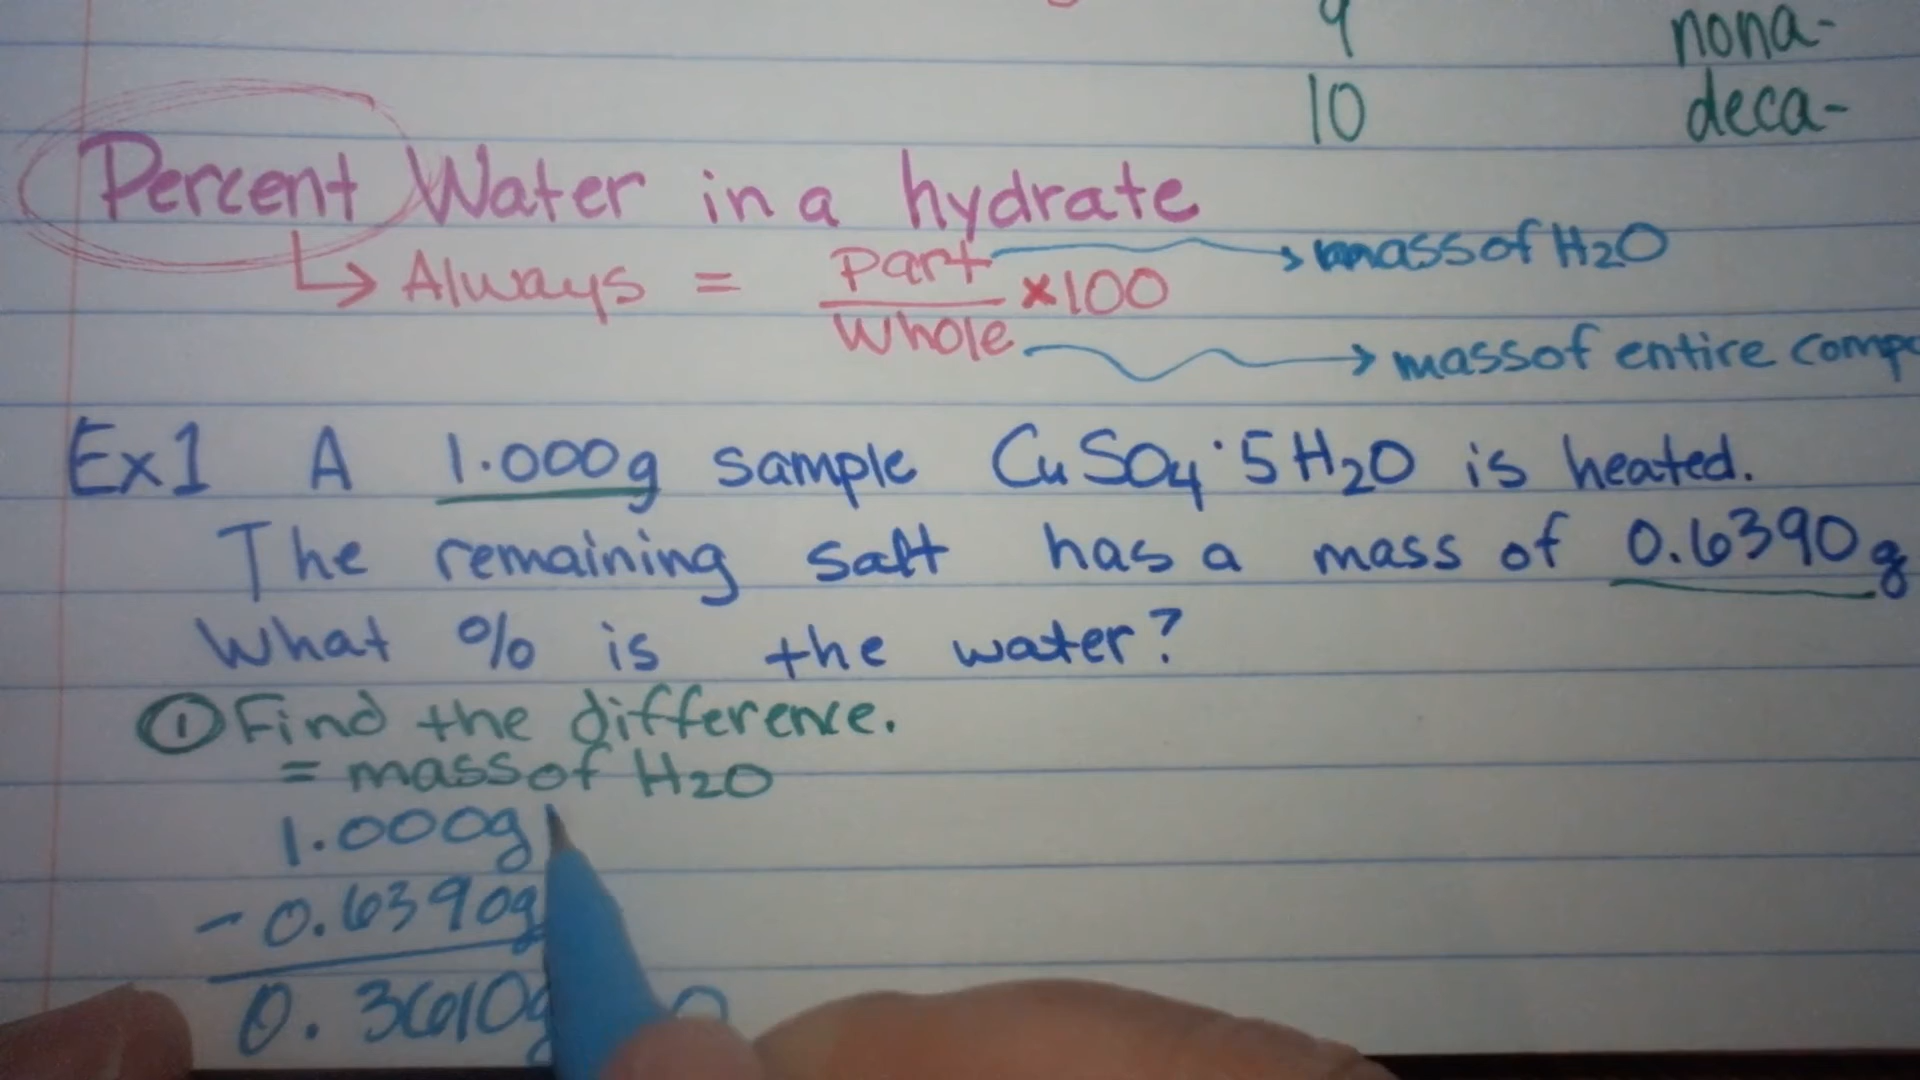 9 nona-
10 deca-
Percent Water in a hydrate
↳ Always = part/whole ×100
→ mass of H2O
→ mass of entire
Ex1 A 1.000g sample CuSO4·5H2O is heated.
The remaining salt has a mass of 0.6390g
What % is the water?
① Find the difference.
= mass of H2O
1.000g
- 0.6390g
0.3610g